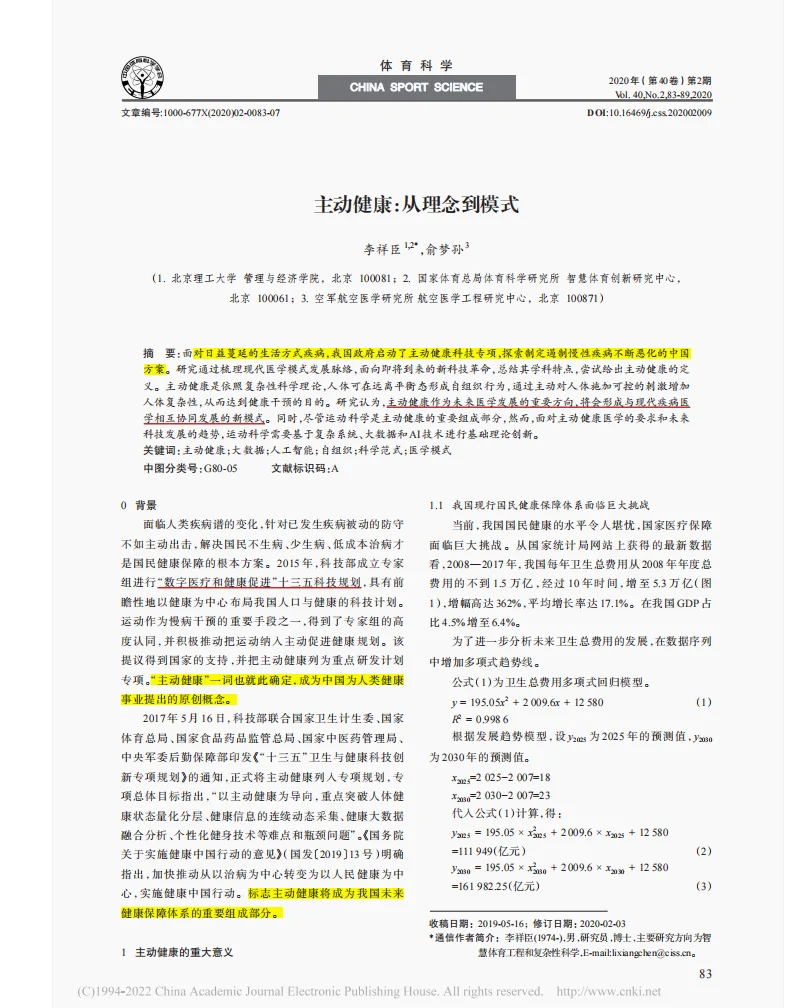 体育科学
CHINA SPORT SCIENCE
2020年(第40卷)第2期
Vol. 40,No.2,83-89,2020
文章编号:1000-677X(2020)02-0083-07
DOI:10.16469/j.css.202002009
主动健康:从理念到模式
李祥臣1,2*,俞梦孙3
(1. 北京理工大学 管理与经济学院, 北京 100081; 2. 国家体育总局体育科学研究所 智慧体育创新研究中心,
北京 100061; 3. 空军航空医学研究所 航空医学工程研究中心, 北京 100871)
摘 要:面对日益蔓延的生活方式疾病,我国政府启动了主动健康科技专项,探索制定遏制慢性疾病不断恶化的中国
方案。研究通过梳理现代医学模式发展脉络,面向即将到来的新科技革命,总结其学科特点,尝试给出主动健康的定
义。主动健康是依照复杂性科学理论,人体可在远离平衡态形成自组织行为,通过主动对人体施加可控的刺激增加
人体复杂性,从而达到健康干预的目的。研究认为,主动健康作为未来医学发展的重要方向,将会形成与现代疾病医
学相互协同发展的新模式。同时,尽管运动科学是主动健康的重要组成部分,然而,面对主动健康医学的要求和未来
科技发展的趋势,运动科学需要基于复杂系统、大数据和AI技术进行基础理论创新。
关键词:主动健康;大数据;人工智能;自组织;科学范式;医学模式
中图分类号:G80-05 文献标识码:A
0 背景
面临人类疾病谱的变化,针对已发生疾病被动的防守
不如主动出击,解决国民不生病、少生病、低成本治病才
是国民健康保障的根本方案。2015年,科技部成立专家
组进行“数字医疗和健康促进”十三五科技规划,具有前
瞻性地以健康为中心布局我国人口与健康的科技计划。
运动作为慢病干预的重要手段之一,得到了专家组的高
度认同,并积极推动把运动纳入主动促进健康规划。该
提议得到国家的支持,并把主动健康列为重点研发计划
专项。“主动健康”一词也就此确定,成为中国为人类健康
事业提出的原创概念。
2017年5月16日,科技部联合国家卫生计生委、国家
体育总局、国家食品药品监管总局、国家中医药管理局、
中央军委后勤保障部印发《“十三五”卫生与健康科技创
新专项规划》的通知,正式将主动健康列入专项规划,专
项总体目标指出,“以主动健康为导向,重点突破人体健
康状态量化分层、健康信息的连续动态采集、健康大数据
融合分析、个性化健身技术等难点和瓶颈问题”。《国务院
关于实施健康中国行动的意见》(国发〔2019〕13号)明确
指出,加快推动从以治病为中心转变为以人民健康为中
心,实施健康中国行动。标志主动健康将成为我国未来
健康保障体系的重要组成部分。
1 主动健康的重大意义
1.1 我国现行国民健康保障体系面临巨大挑战
当前,我国国民健康的水平令人堪忧,国家医疗保障
面临巨大挑战。从国家统计局网站上获得的最新数据
看,2008—2017年,我国每年卫生总费用从2008年年度总
费用的不到1.5万亿,经过10年时间,增至5.3万亿(图
1),增幅高达362%,平均增长率达17.1%。在我国GDP占
比4.5%增至6.4%。
为了进一步分析未来卫生总费用的发展,在数据序列
中增加多项式趋势线。
公式(1)为卫生总费用多项式回归模型。
y = 195.05x² + 2 009.6x + 12 580 (1)
R² = 0.998 6
根据发展趋势模型,设y2025为2025年的预测值,y2030
为2030年的预测值。
x2025=2 025−2 007=18
x2030=2 030−2 007=23
代入公式(1)计算,得:
y2025 = 195.05 × x²2025 + 2 009.6 × x2025 + 12 580
=111 949(亿元) (2)
y2030 = 195.05 × x²2030 + 2 009.6 × x2030 + 12 580
=161 982.25(亿元) (3)
收稿日期: 2019-05-16; 修订日期: 2020-02-03
*通信作者简介: 李祥臣(1974-),男,研究员,博士,主要研究方向为智
慧体育工程和复杂性科学,E-mail:lixiangchen@ciss.cn。
83
(C)1994-2022 China Academic Journal Electronic Publishing House. All rights reserved. http://www.cnki.net